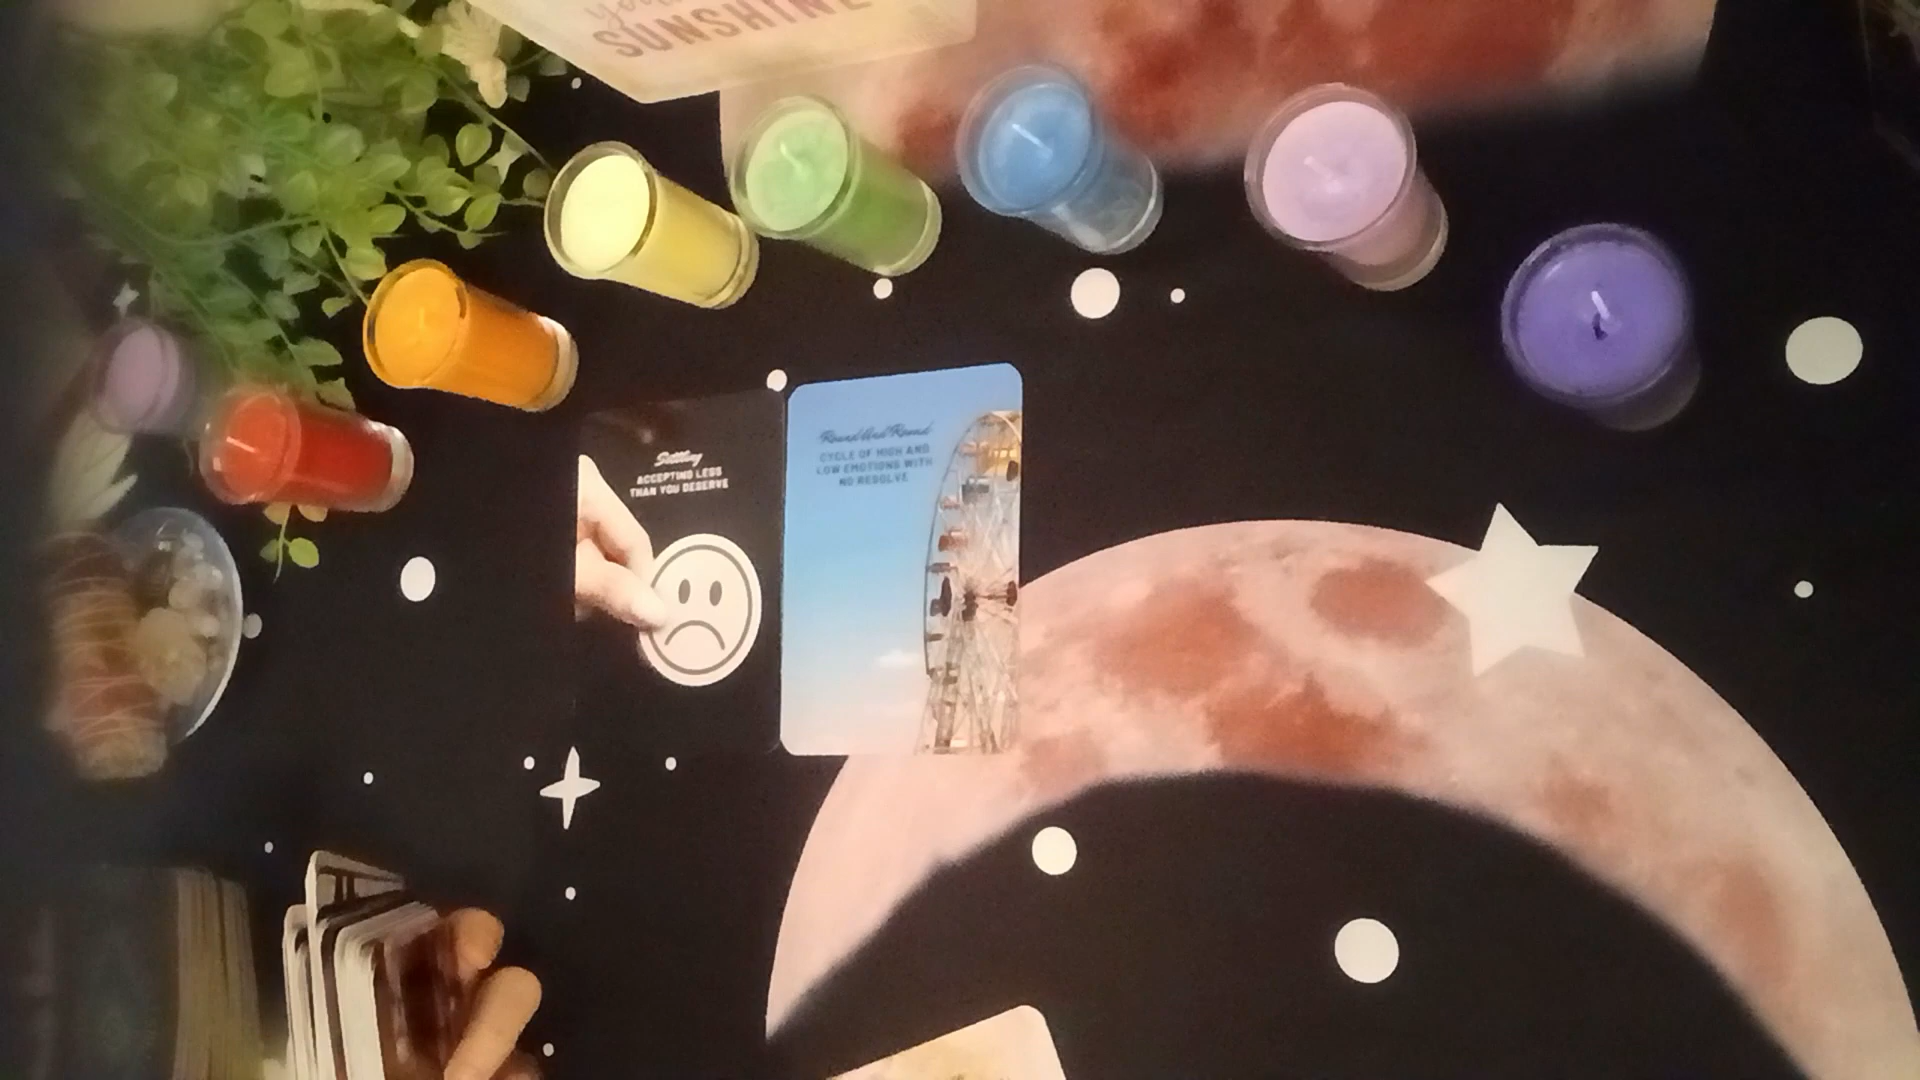 your
SUNSHINE
Settling
ACCEPTING LESS
THAN YOU DESERVE
Round And Round
CYCLE OF HIGH AND
LOW EMOTIONS WITH
NO RESOLVE